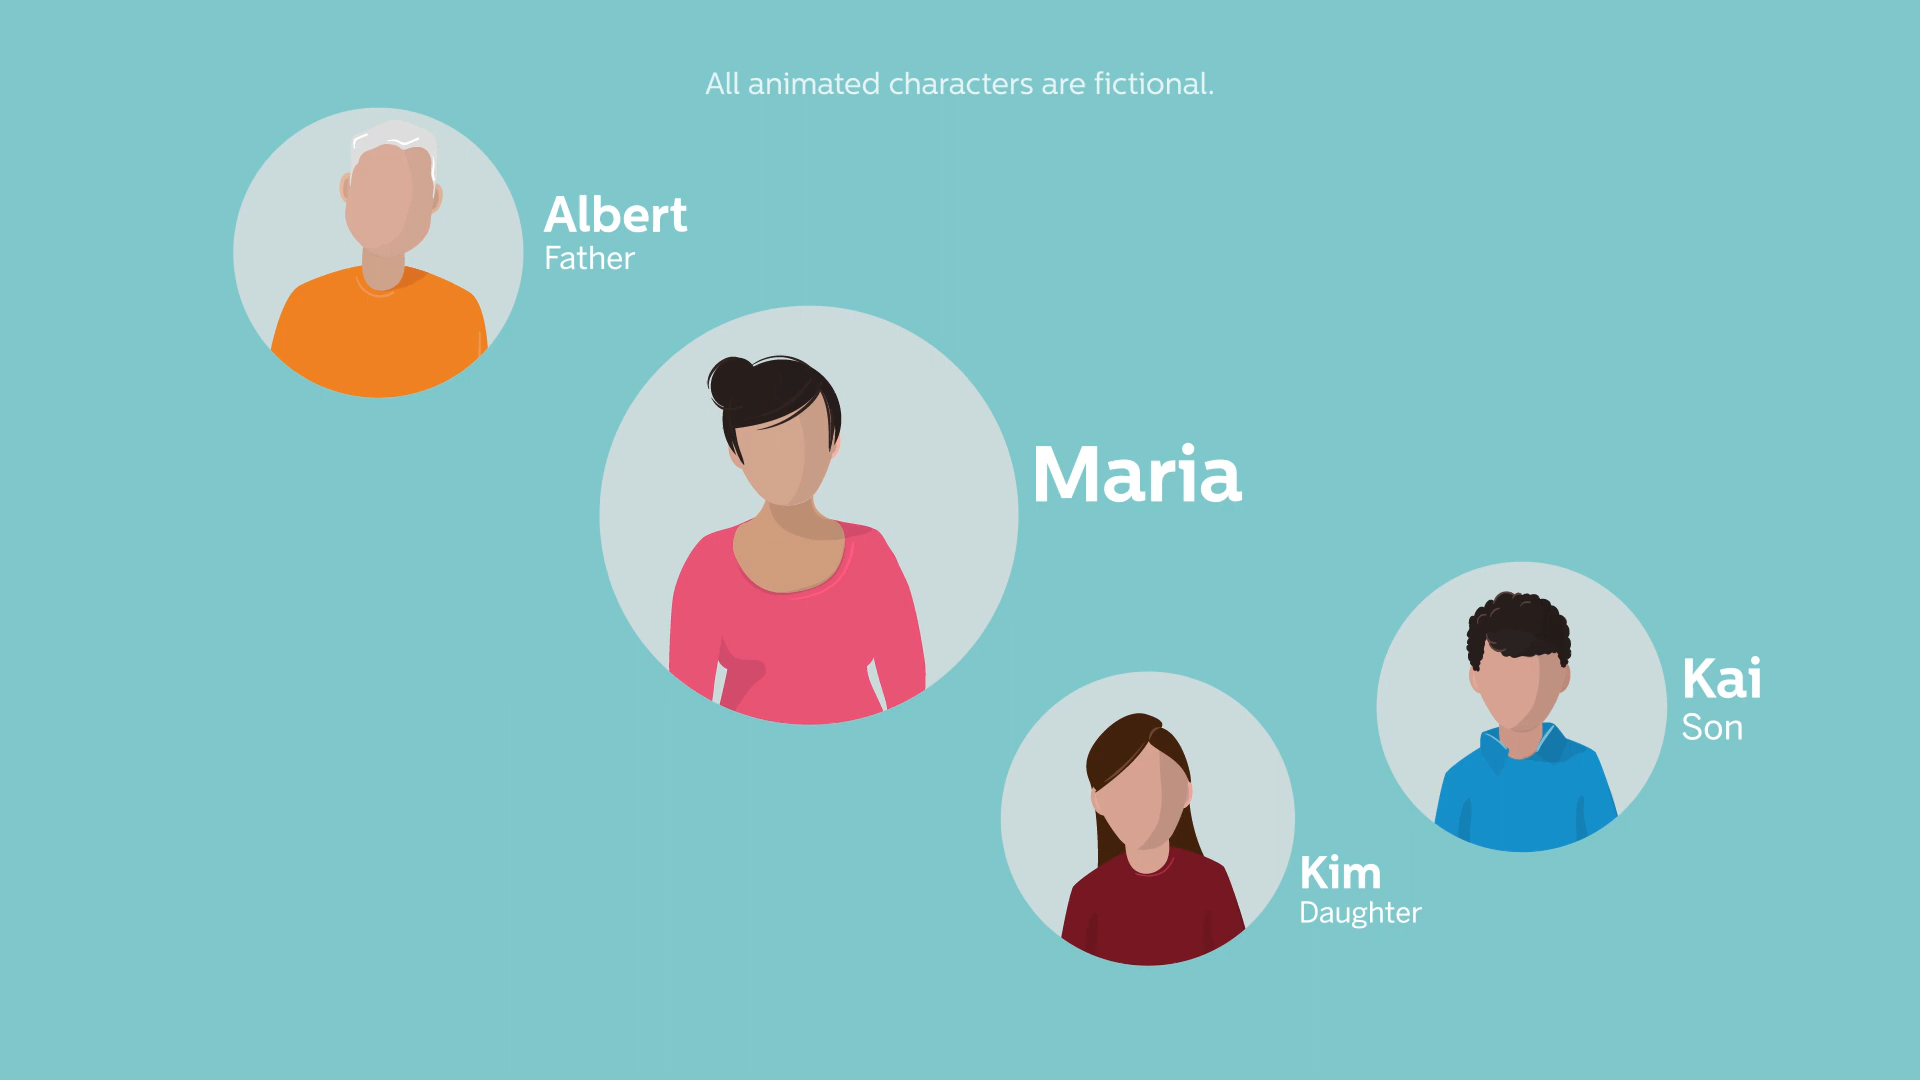 All animated characters are fictional.
Albert
Father
Maria
Kai
Son
Kim
Daughter